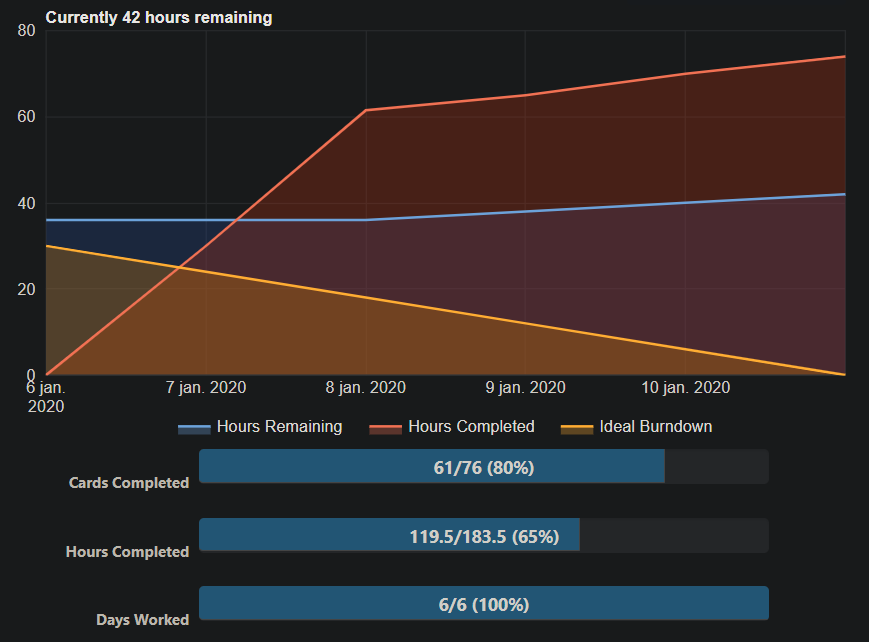 Currently 42 hours remaining
80
60
40
20
0
6 jan. 2020
7 jan. 2020
8 jan. 2020
9 jan. 2020
10 jan. 2020
Hours Remaining
Hours Completed
Ideal Burndown
Cards Completed
61/76 (80%)
Hours Completed
119.5/183.5 (65%)
Days Worked
6/6 (100%)